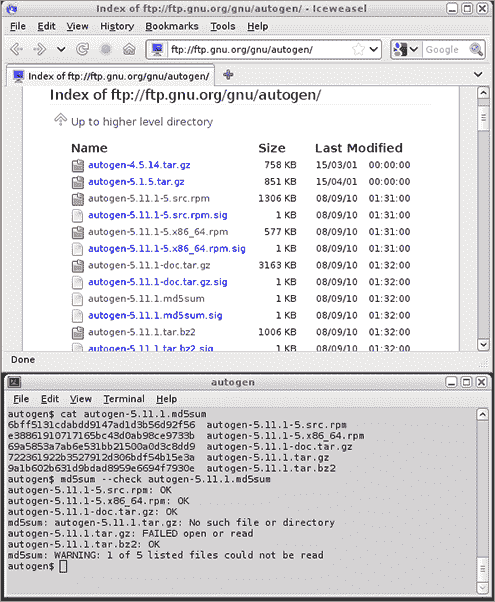 Index of ftp://ftp.gnu.org/gnu/autogen/ - Iceweasel
File Edit View History Bookmarks Tools Help
ftp://ftp.gnu.org/gnu/autogen/ Google
Index of ftp://ftp.gnu.org/gnu/autogen/
Index of ftp://ftp.gnu.org/gnu/autogen/
Up to higher level directory
Name Size Last Modified
autogen-4.5.14.tar.gz 758 KB 15/03/01 00:00:00
autogen-5.1.5.tar.gz 851 KB 15/04/01 00:00:00
autogen-5.11.1-5.src.rpm 1306 KB 08/09/10 01:31:00
autogen-5.11.1-5.src.rpm.sig 1 KB 08/09/10 01:31:00
autogen-5.11.1-5.x86_64.rpm 577 KB 08/09/10 01:31:00
autogen-5.11.1-5.x86_64.rpm.sig 1 KB 08/09/10 01:31:00
autogen-5.11.1-doc.tar.gz 3163 KB 08/09/10 01:32:00
autogen-5.11.1-doc.tar.gz.sig 1 KB 08/09/10 01:32:00
autogen-5.11.1.md5sum 1 KB 08/09/10 01:32:00
autogen-5.11.1.md5sum.sig 1 KB 08/09/10 01:32:00
autogen-5.11.1.tar.bz2 1006 KB 08/09/10 01:32:00
autogen-5.11.1.tar.bz2.sig 1 KB 08/09/10 01:32:00
Done
autogen
File Edit View Terminal Help
autogen$ cat autogen-5.11.1.md5sum
6bff5131cdabdd9147ad1d3b56d92f56 autogen-5.11.1-5.src.rpm
e38861910717165bc43d0ab98ce9733b autogen-5.11.1-5.x86_64.rpm
69a5853a7ab6e531bb21500a0d3c8dd9 autogen-5.11.1-doc.tar.gz
722361922b3527912d306bdf54b15e3a autogen-5.11.1.tar.gz
9a1b602b631d9bdad8959e6694f7930e autogen-5.11.1.tar.bz2
autogen$ md5sum --check autogen-5.11.1.md5sum
autogen-5.11.1-5.src.rpm: OK
autogen-5.11.1-5.x86_64.rpm: OK
autogen-5.11.1-doc.tar.gz: OK
md5sum: autogen-5.11.1.tar.gz: No such file or directory
autogen-5.11.1.tar.gz: FAILED open or read
autogen-5.11.1.tar.bz2: OK
md5sum: WARNING: 1 of 5 listed files could not be read
autogen$